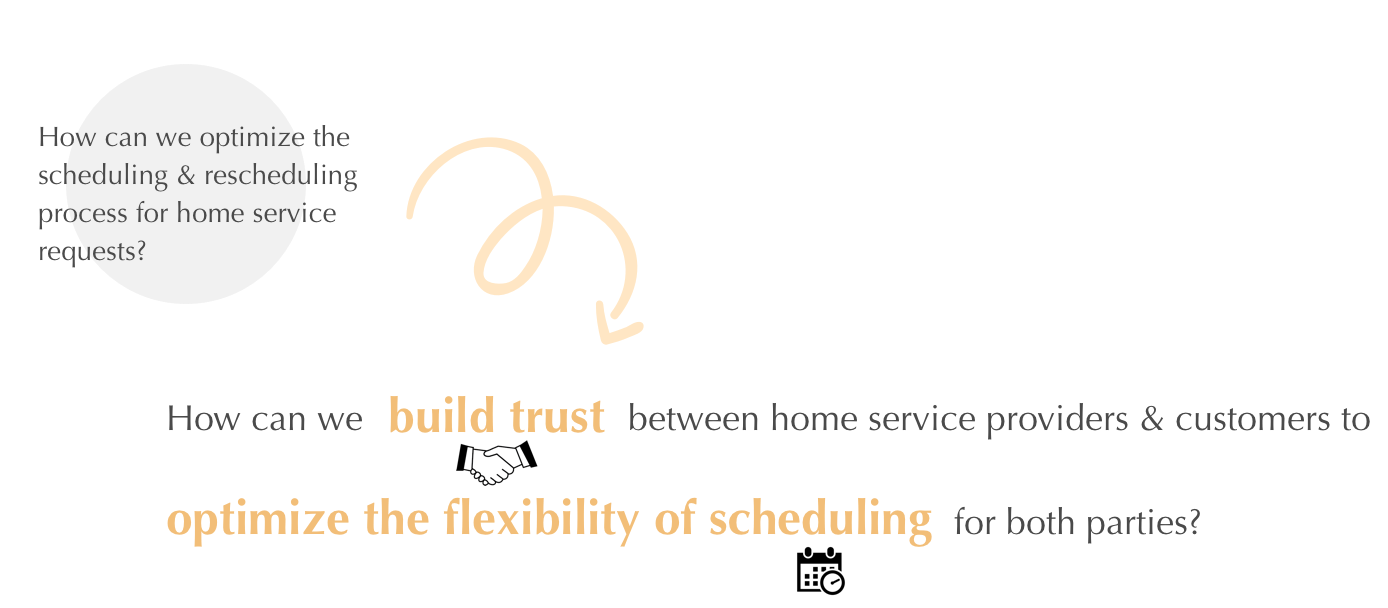 How can we optimize the
scheduling & rescheduling
process for home service
requests?
How can we build trust between home service providers & customers to
optimize the flexibility of scheduling for both parties?